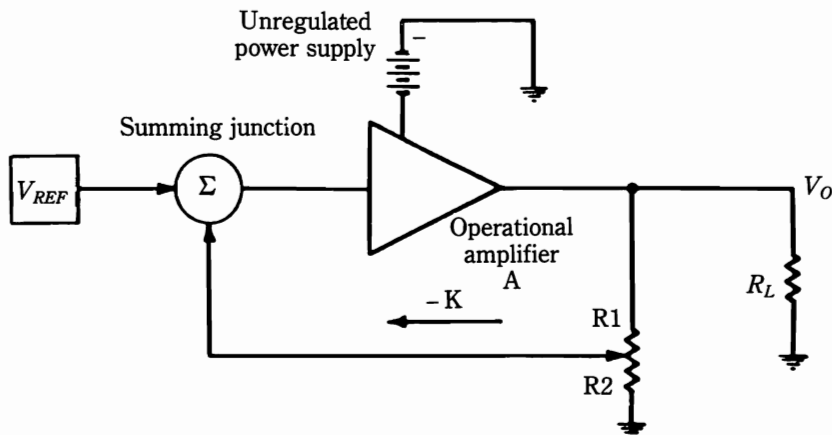 Unregulated
power supply
–
Summing junction
V_REF
Σ
V_O
Operational
amplifier
A
R_L
– K
R1
R2